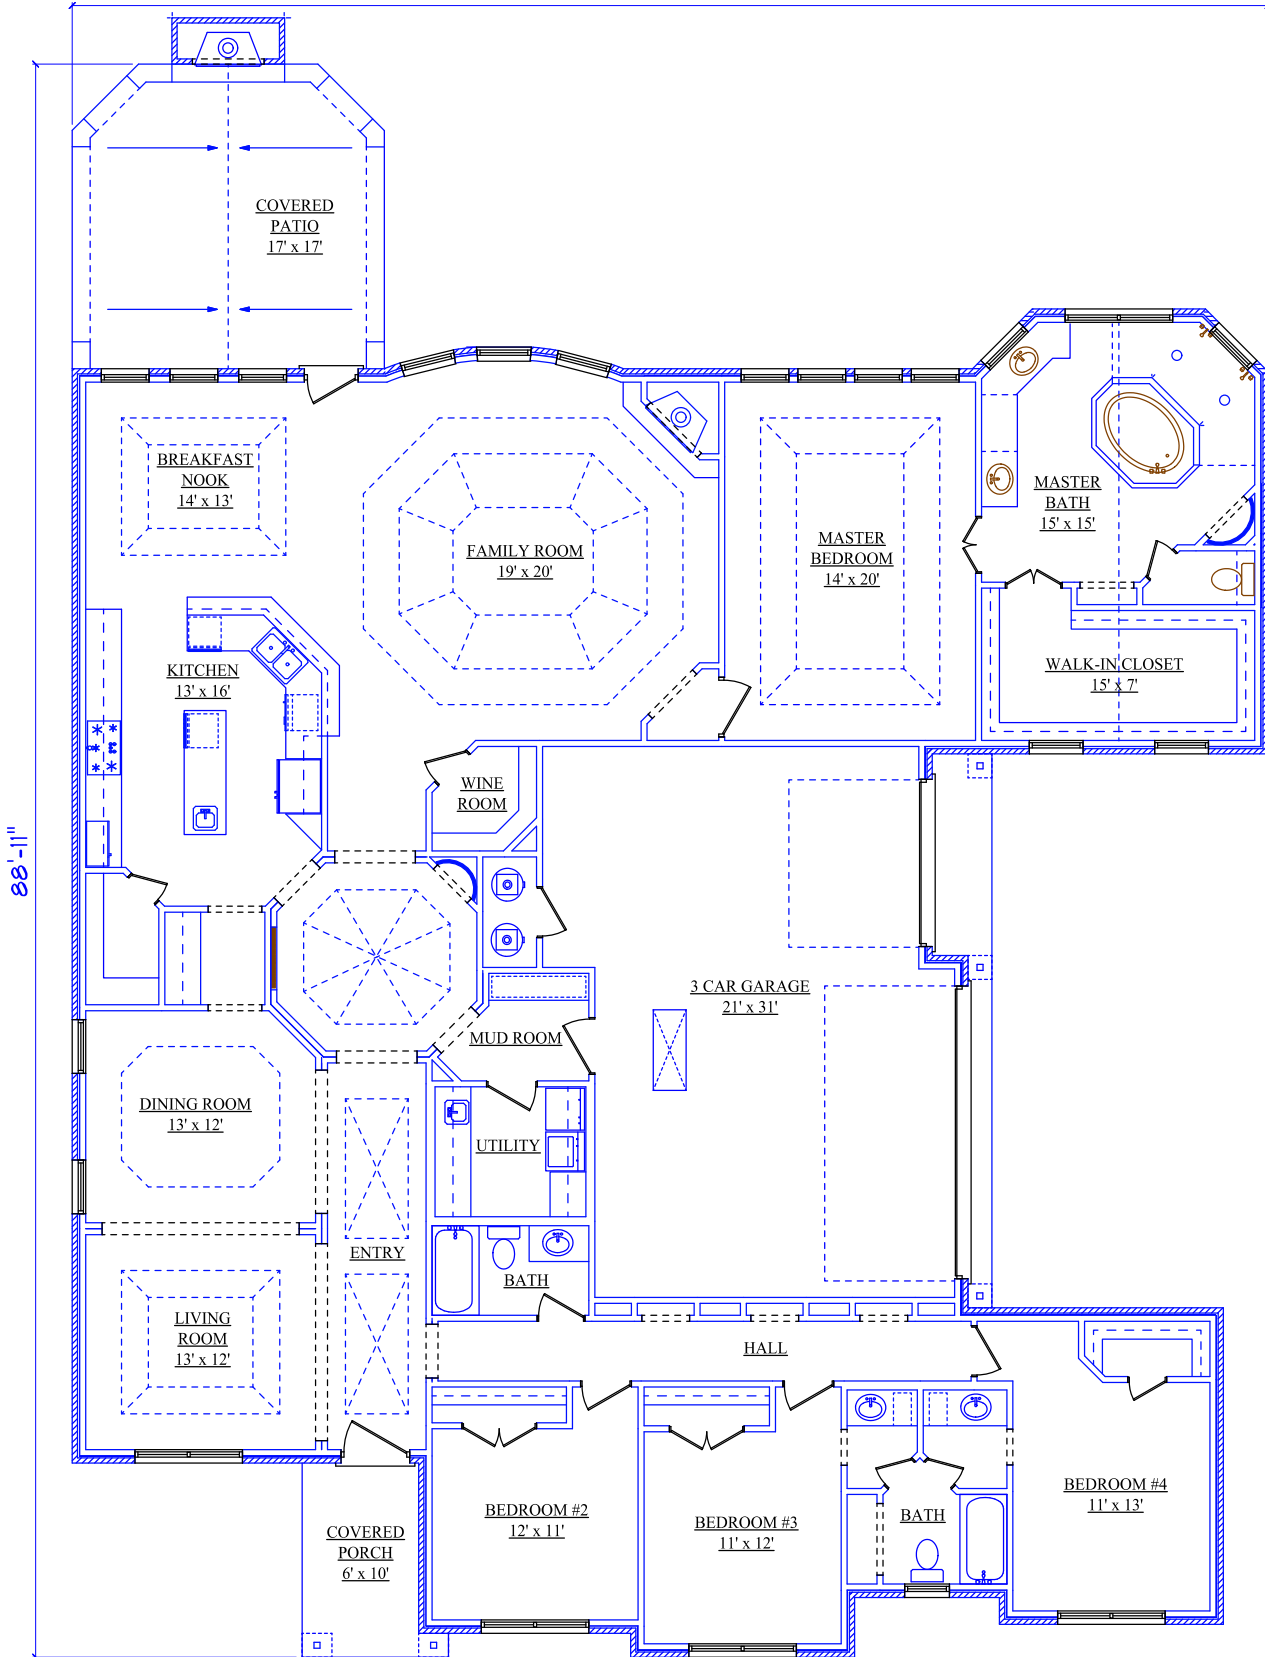 COVERED
PATIO
17' x 17'
BREAKFAST
NOOK
14' x 13'
FAMILY ROOM
19' x 20'
MASTER
BEDROOM
14' x 20'
MASTER
BATH
15' x 15'
KITCHEN
13' x 16'
WALK-IN CLOSET
15' x 7'
WINE
ROOM
88'-11"
3 CAR GARAGE
21' x 31'
MUD ROOM
DINING ROOM
13' x 12'
UTILITY
ENTRY
BATH
LIVING
ROOM
13' x 12'
HALL
BEDROOM #2
12' x 11'
BEDROOM #3
11' x 12'
BATH
BEDROOM #4
11' x 13'
COVERED
PORCH
6' x 10'